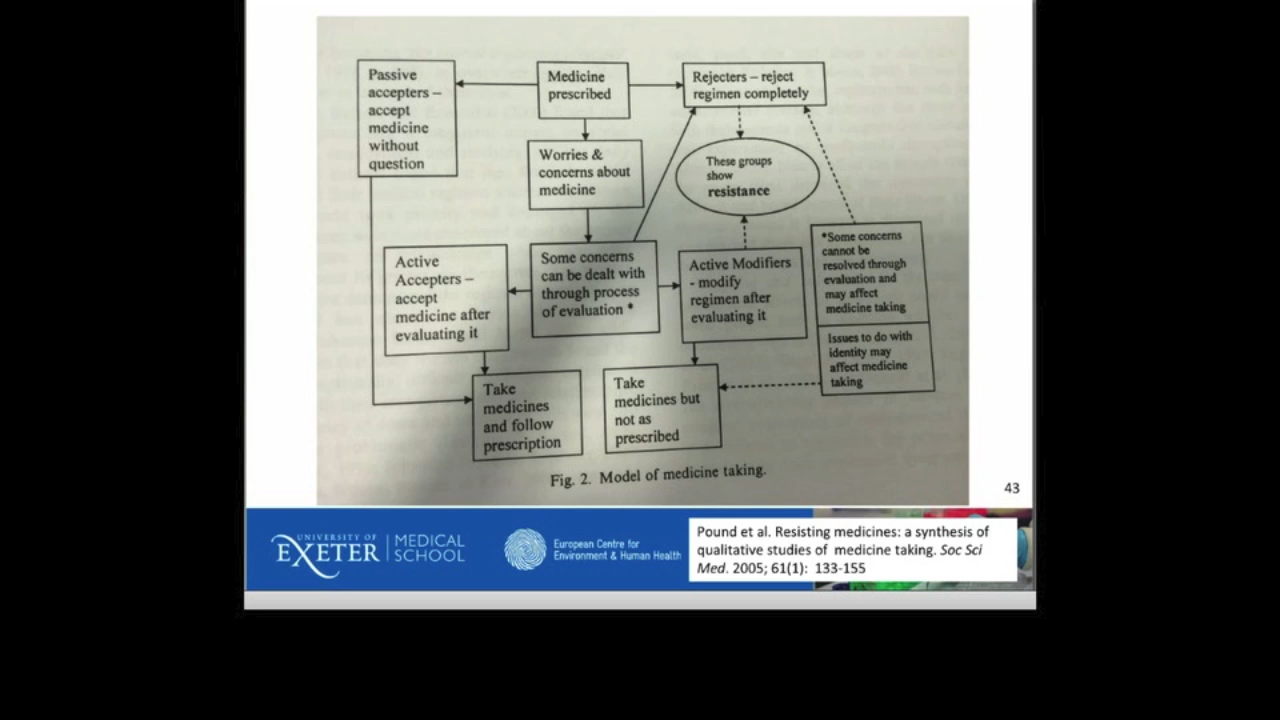 Passive
accepters –
accept
medicine
without
question
Medicine
prescribed
Rejecters – reject
regimen completely
Worries &
concerns about
medicine
These groups
show
resistance
Active
Accepters –
accept
medicine after
evaluating it
Some concerns
can be dealt with
through process
of evaluation *
Active Modifiers
- modify
regimen after
evaluating it
*Some concerns
cannot be
resolved through
evaluation and
may affect
medicine taking
Issues to do with
identity may
affect medicine
taking
Take
medicines
and follow
prescription
Take
medicines but
not as
prescribed
Fig. 2. Model of medicine taking.
43
UNIVERSITY OF
EXETER
MEDICAL
SCHOOL
European Centre for
Environment & Human Health
Pound et al. Resisting medicines: a synthesis of
qualitative studies of medicine taking. Soc Sci
Med. 2005; 61(1): 133-155